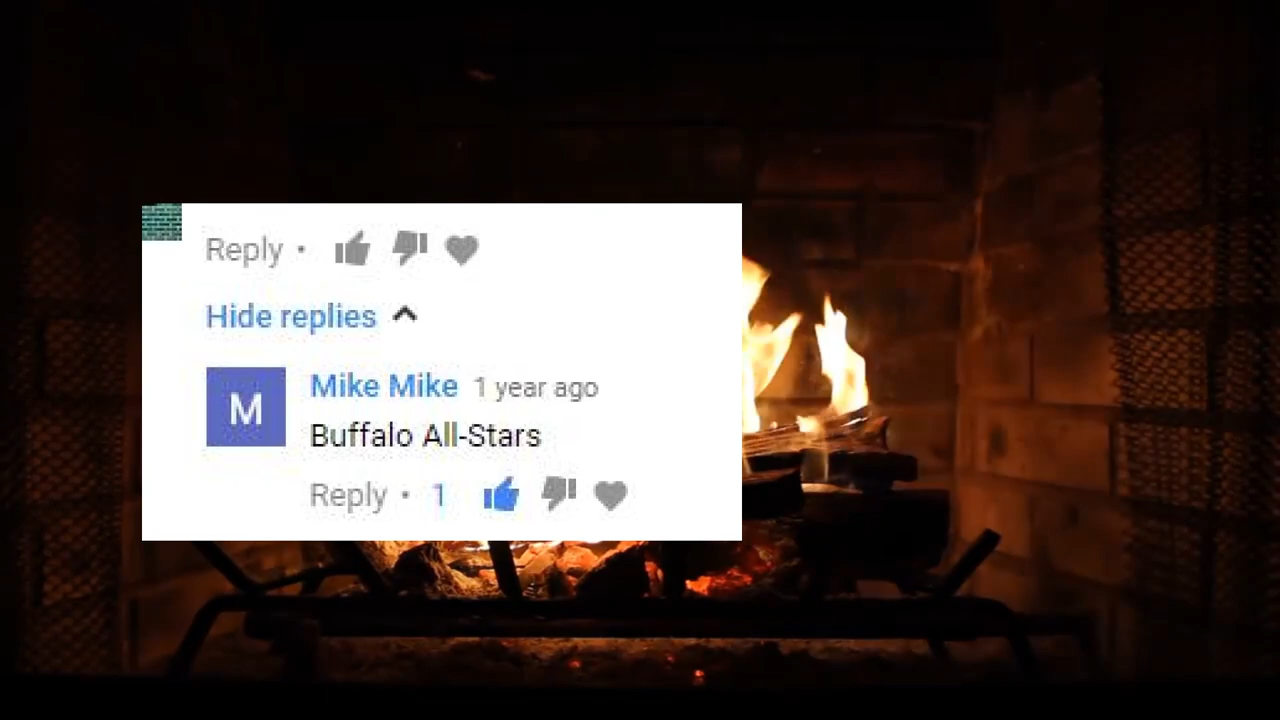 Reply •
Hide replies
M
Mike Mike 1 year ago
Buffalo All-Stars
Reply • 1